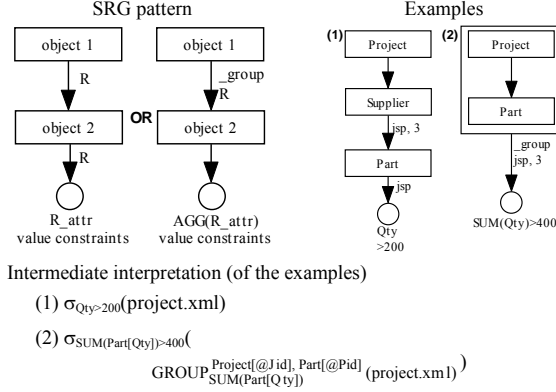 SRG pattern
Examples
object 1
R
object 2
R
R_attr
value constraints
OR
object 1
_group
R
object 2
AGG(R_attr)
value constraints
(1)
Project
Supplier
jsp, 3
Part
jsp
Qty
>200
(2)
Project
Part
_group
jsp, 3
SUM(Qty)>400
Intermediate interpretation (of the examples)
(1) σQty>200(project.xml)
(2) σSUM(Part[Qty])>400(
GROUP Project[@Jid], Part[@Pid] SUM(Part[Qty]) (project.xml) )